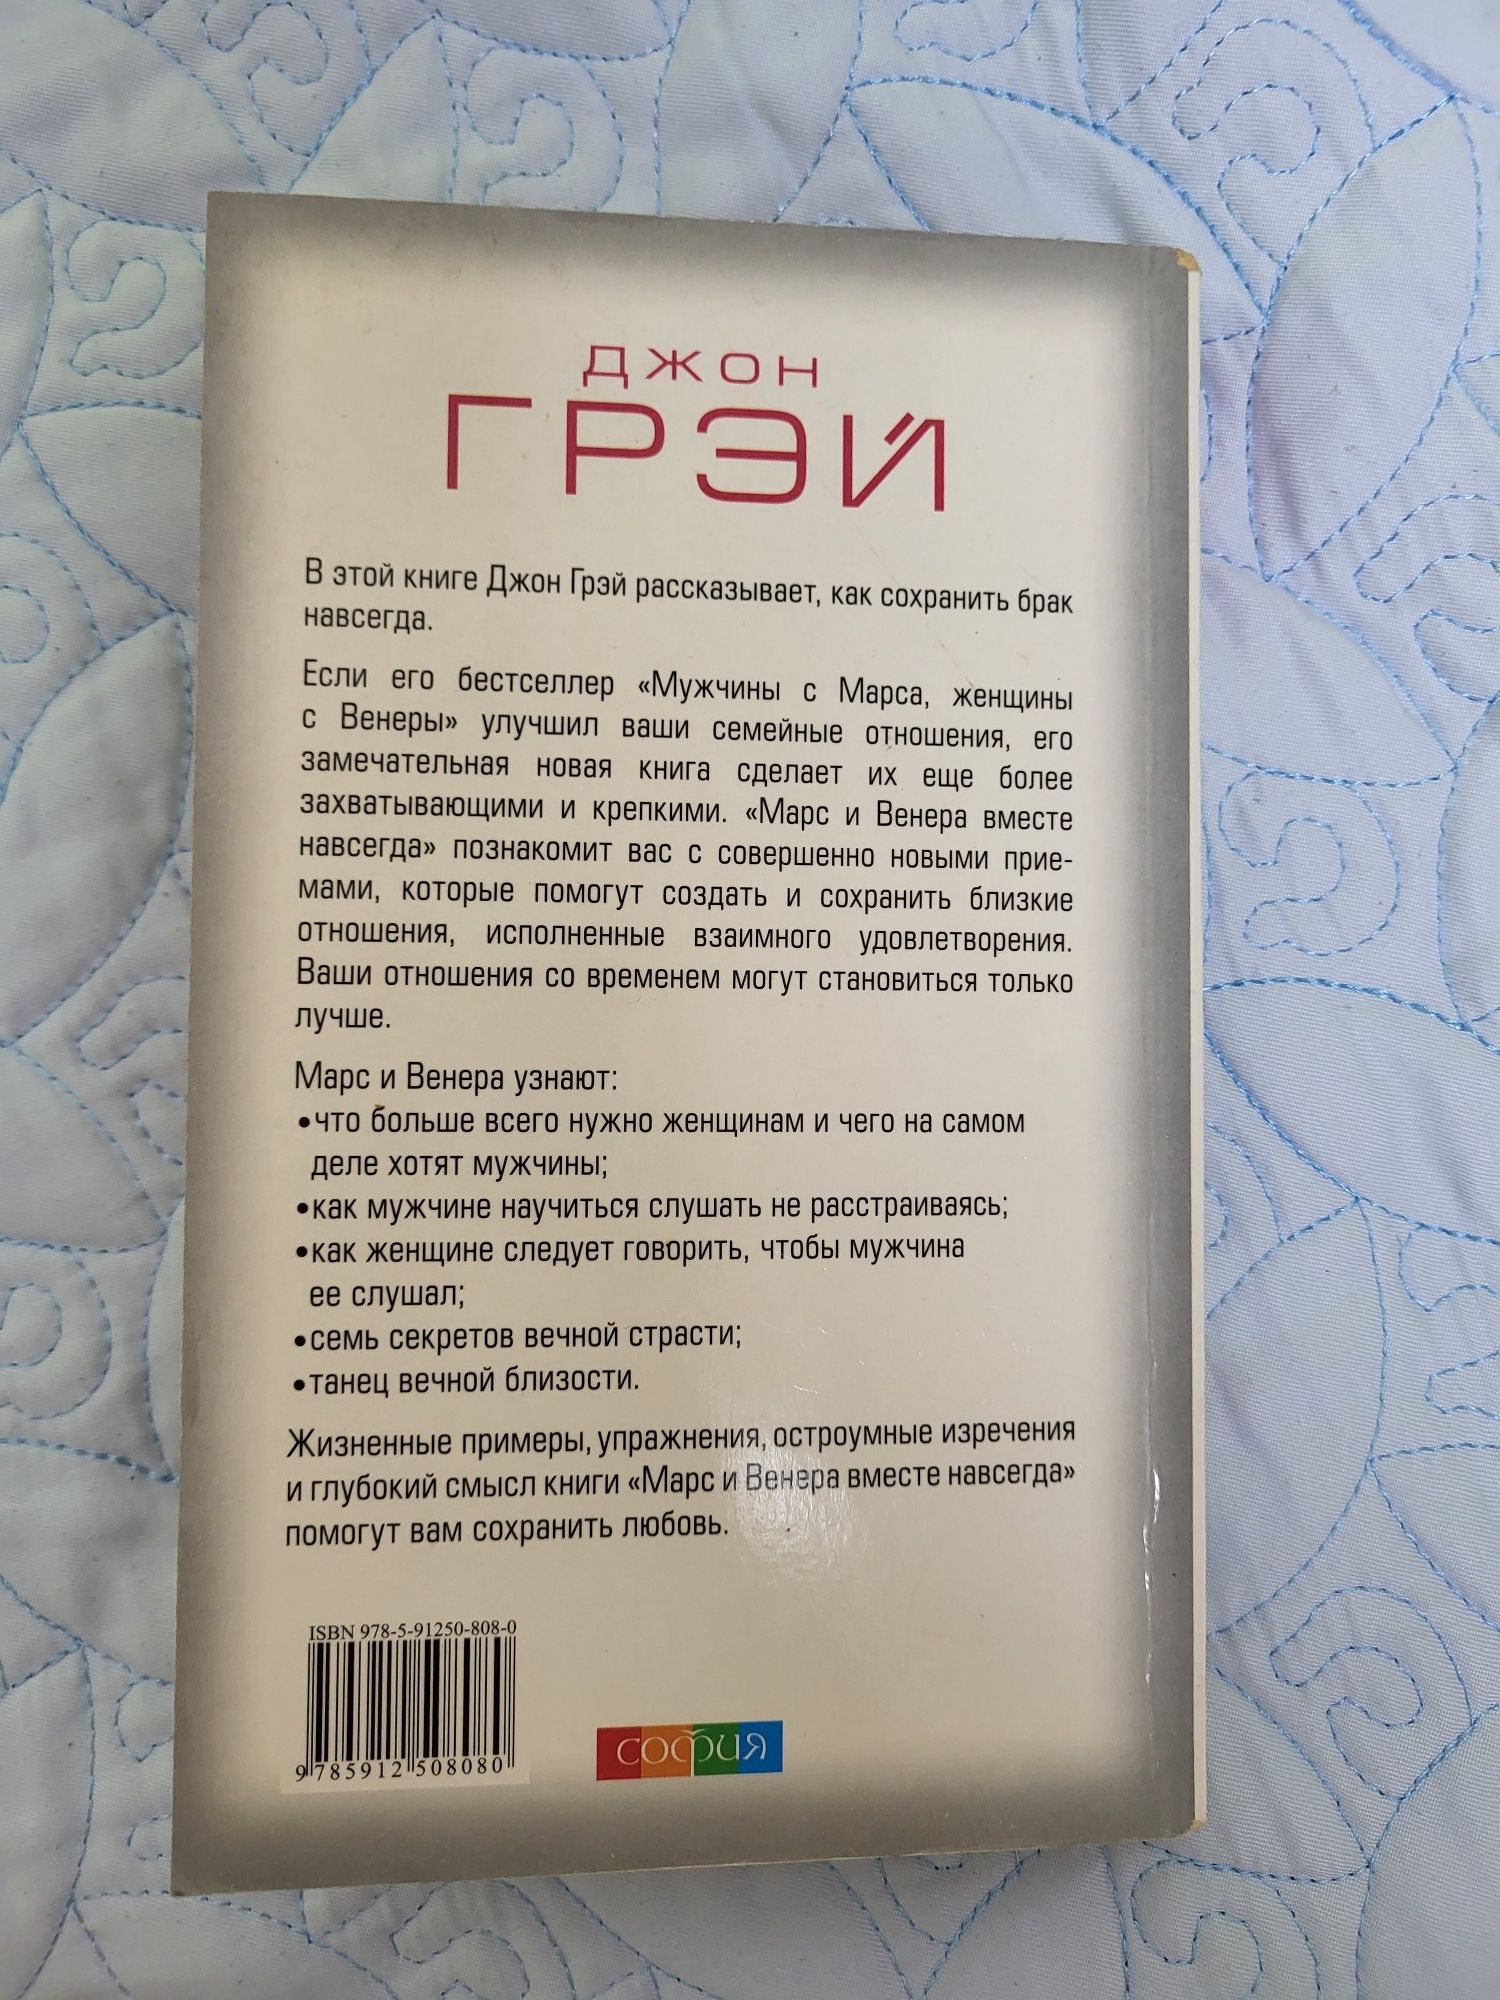 ДЖОН
ГРЭЙ
В этой книге Джон Грэй рассказывает, как сохранить брак
навсегда.
Если его бестселлер «Мужчины с Марса, женщины
с Венеры» улучшил ваши семейные отношения, его
замечательная новая книга сделает их еще более
захватывающими и крепкими. «Марс и Венера вместе
навсегда» познакомит вас с совершенно новыми прие-
мами, которые помогут создать и сохранить близкие
отношения, исполненные взаимного удовлетворения.
Ваши отношения со временем могут становиться только
лучше.
Марс и Венера узнают:
•что больше всего нужно женщинам и чего на самом
деле хотят мужчины;
•как мужчине научиться слушать не расстраиваясь;
•как женщине следует говорить, чтобы мужчина
ее слушал;
•семь секретов вечной страсти;
•танец вечной близости.
Жизненные примеры, упражнения, остроумные изречения
и глубокий смысл книги «Марс и Венера вместе навсегда»
помогут вам сохранить любовь.
ISBN 978-5-91250-808-0
9 785912 508080
софия